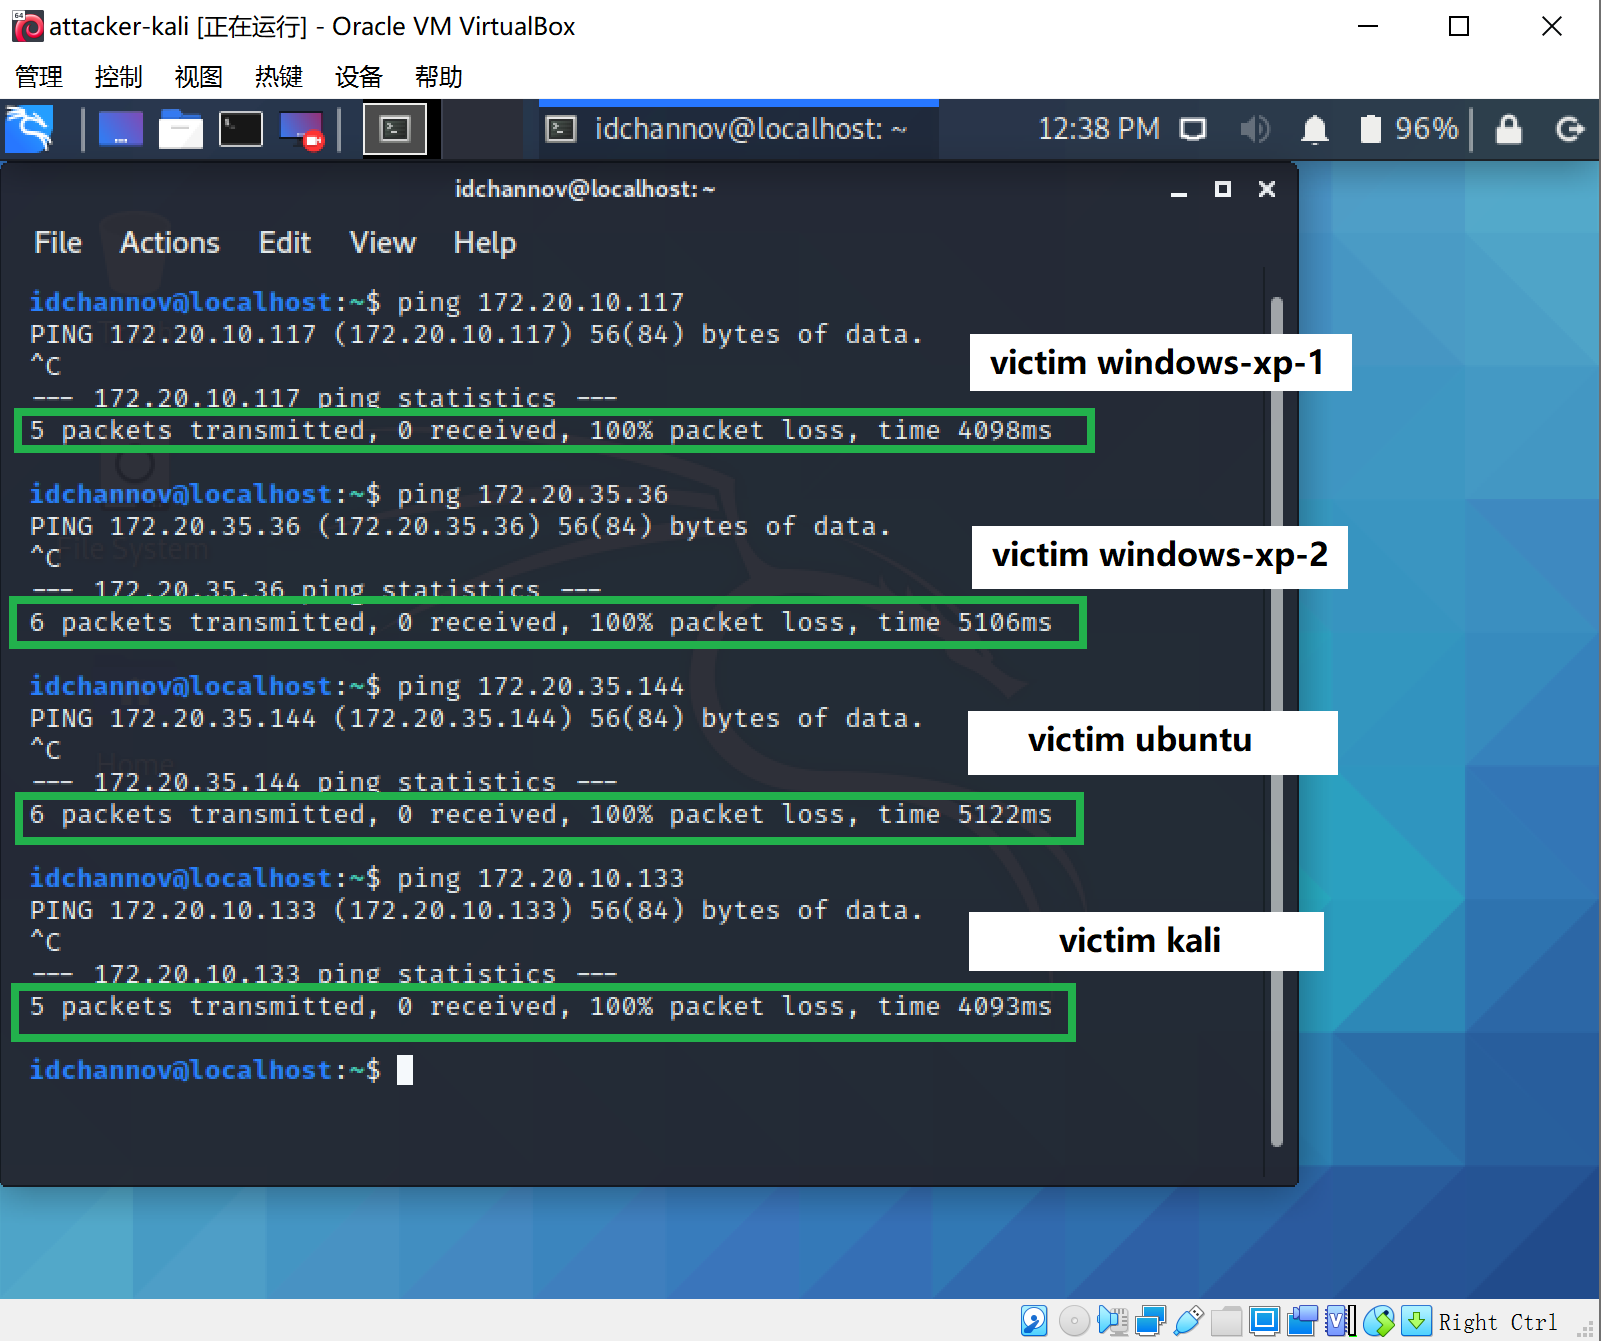 attacker-kali [正在运行] - Oracle VM VirtualBox
管理 控制 视图 热键 设备 帮助
idchannov@localhost: ~ 12:38 PM 96%
idchannov@localhost: ~
File Actions Edit View Help
idchannov@localhost:~$ ping 172.20.10.117
PING 172.20.10.117 (172.20.10.117) 56(84) bytes of data.
^C
victim windows-xp-1
--- 172.20.10.117 ping statistics ---
5 packets transmitted, 0 received, 100% packet loss, time 4098ms
idchannov@localhost:~$ ping 172.20.35.36
PING 172.20.35.36 (172.20.35.36) 56(84) bytes of data.
File System
^C
victim windows-xp-2
--- 172.20.35.36 ping statistics ---
6 packets transmitted, 0 received, 100% packet loss, time 5106ms
idchannov@localhost:~$ ping 172.20.35.144
PING 172.20.35.144 (172.20.35.144) 56(84) bytes of data.
^C
victim ubuntu
Home
--- 172.20.35.144 ping statistics ---
6 packets transmitted, 0 received, 100% packet loss, time 5122ms
idchannov@localhost:~$ ping 172.20.10.133
PING 172.20.10.133 (172.20.10.133) 56(84) bytes of data.
^C
victim kali
--- 172.20.10.133 ping statistics ---
5 packets transmitted, 0 received, 100% packet loss, time 4093ms
idchannov@localhost:~$
Right Ctrl